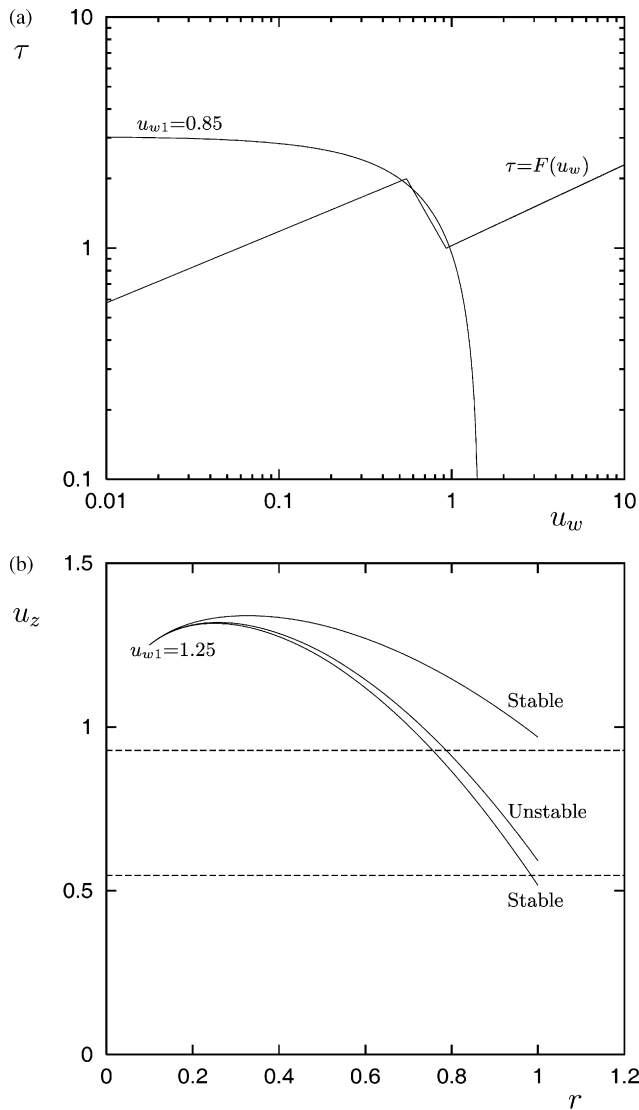 (a)
τ
10
1
0.1
u_{w1}=0.85
τ=F(u_w)
0.01 0.1 1 10
u_w
(b)
u_z
1.5
1
0.5
0
u_{w1}=1.25
Stable
Unstable
Stable
0 0.2 0.4 0.6 0.8 1 1.2
r